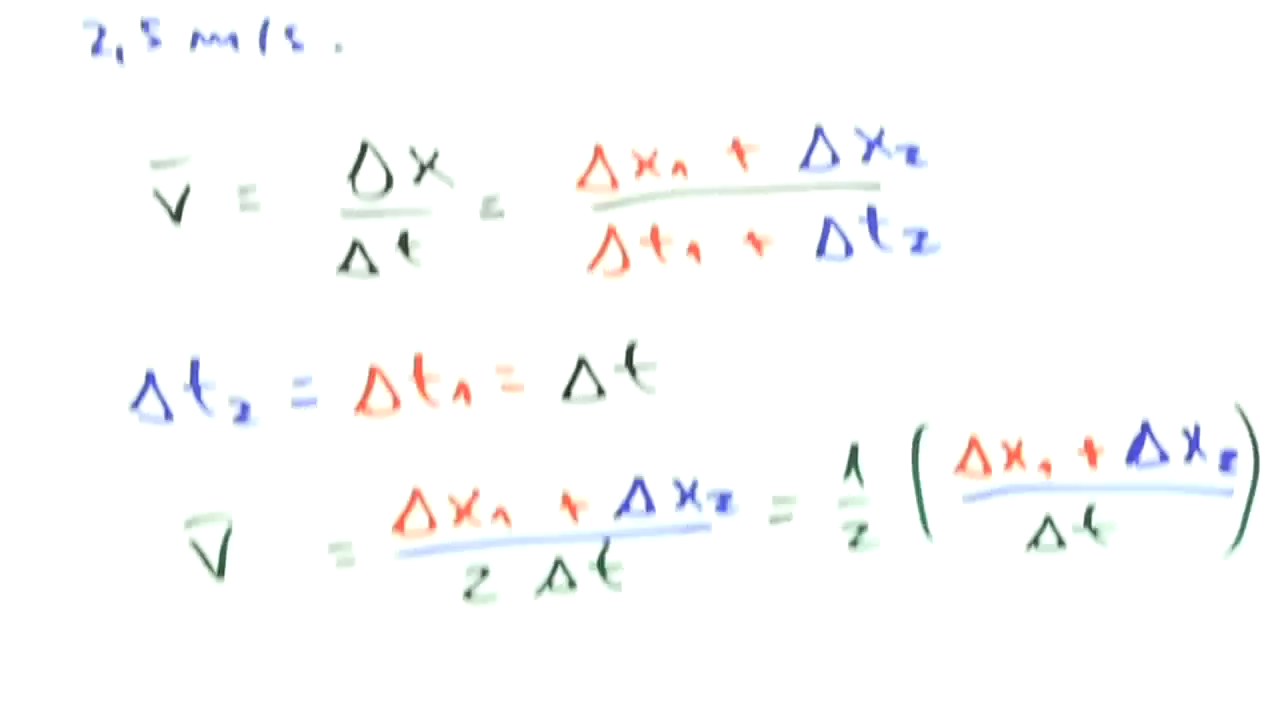 2,5 m/s.
v̄ = Δx/Δt = (Δx₁ + Δx₂)/(Δt₁ + Δt₂)
Δt₂ = Δt₁ = Δt
v̄ = (Δx₁ + Δx₂)/(2 Δt) = 1/2 ((Δx₁ + Δx₂)/Δt)